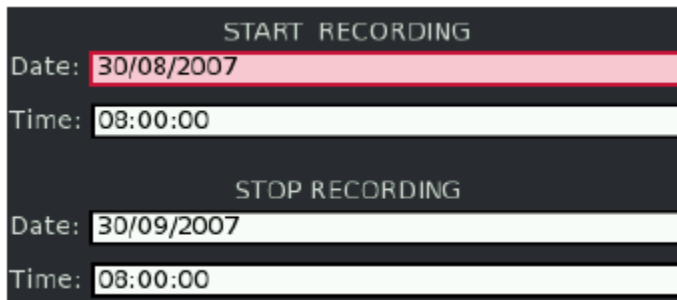 START RECORDING
Date: 30/08/2007
Time: 08:00:00
STOP RECORDING
Date: 30/09/2007
Time: 08:00:00